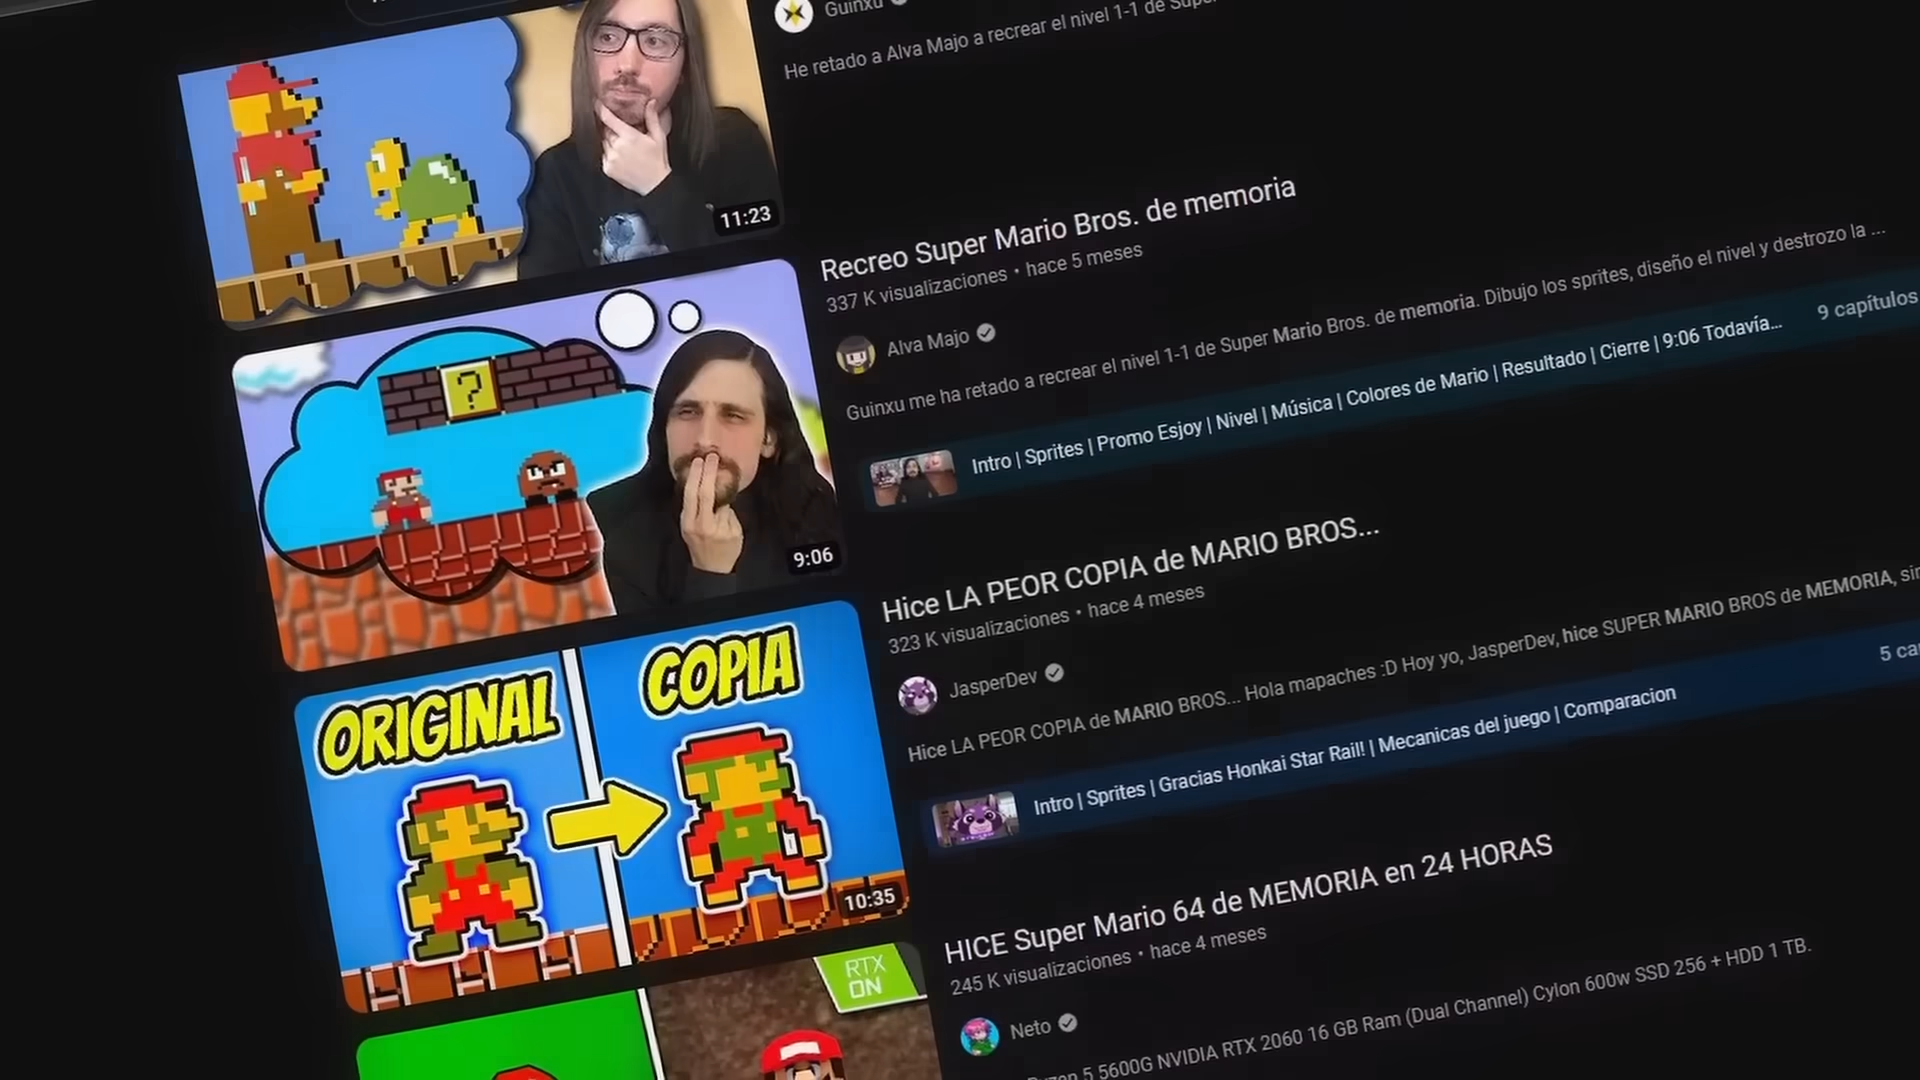 Guinxu
He retado a Alva Majo a recrear el nivel 1-1 de Super
11:23
Recreo Super Mario Bros. de memoria
337 K visualizaciones • hace 5 meses
Alva Majo
Guinxu me ha retado a recrear el nivel 1-1 de Super Mario Bros. de memoria. Dibujo los sprites, diseño el nivel y destrozo la ...
Intro | Sprites | Promo Esjoy | Nivel | Música | Colores de Mario | Resultado | Cierre | 9:06 Todavía...
9 capítulos
?
9:06
Hice LA PEOR COPIA de MARIO BROS...
323 K visualizaciones • hace 4 meses
JasperDev
Hice LA PEOR COPIA de MARIO BROS... Hola mapaches :D Hoy yo, JasperDev, hice SUPER MARIO BROS de MEMORIA,
Intro | Sprites | Gracias Honkai Star Rail! | Mecanicas del juego | Comparacion
5
ORIGINAL
COPIA
10:35
HICE Super Mario 64 de MEMORIA en 24 HORAS
245 K visualizaciones • hace 4 meses
Neto
5 5600G NVIDIA RTX 2060 16 GB Ram (Dual Channel) Cylon 600w SSD 256 + HDD 1 TB.
RTX
ON